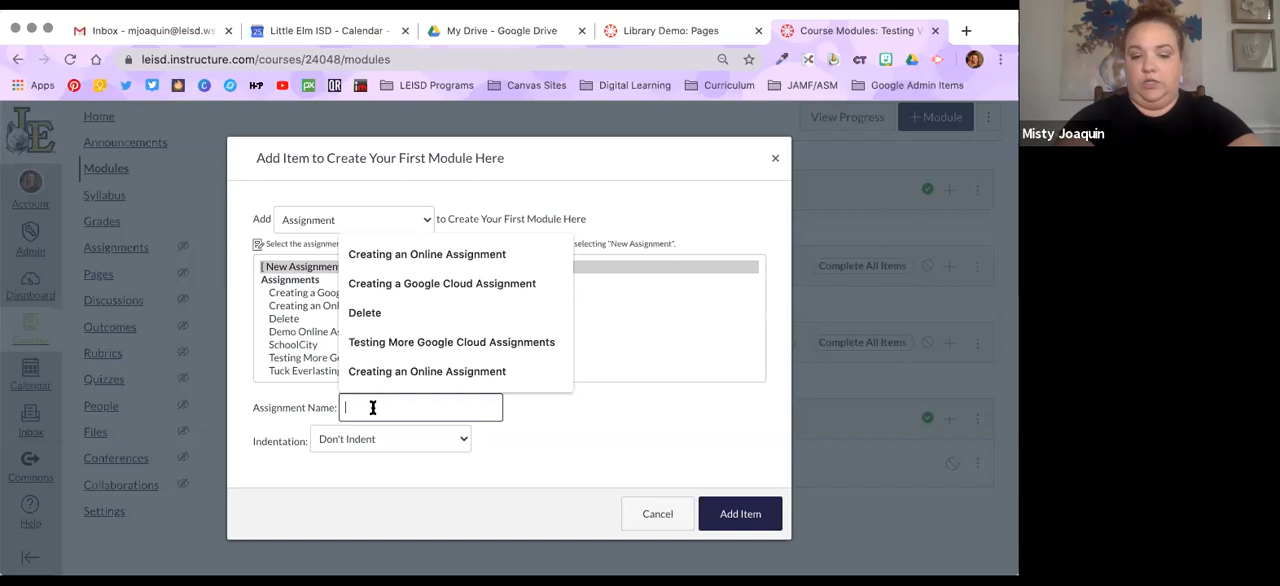 Inbox - mjoaquin@leisd.ws
Little Elm ISD - Calendar -
My Drive - Google Drive
Library Demo: Pages
Course Modules: Testing V
leisd.instructure.com/courses/24048/modules
Apps
LEISD Programs
Canvas Sites
Digital Learning
Curriculum
JAMF/ASM
Google Admin Items
Misty Joaquin
Account
Admin
Dashboard
Calendar
Inbox
Commons
Help
Home
Announcements
Modules
Syllabus
Grades
Assignments
Pages
Discussions
Outcomes
Rubrics
Quizzes
People
Files
Conferences
Collaborations
Settings
View Progress
+ Module
Complete All Items
Complete All Items
Add Item to Create Your First Module Here
Add Assignment to Create Your First Module Here
Select the assignm selecting "New Assignment".
[ New Assignment
Assignments
Creating a Goog
Creating an Onl
Delete
Demo Online As
SchoolCity
Testing More Go
Tuck Everlasting
Creating an Online Assignment
Creating a Google Cloud Assignment
Delete
Testing More Google Cloud Assignments
Creating an Online Assignment
Assignment Name:
Indentation: Don't Indent
Cancel
Add Item